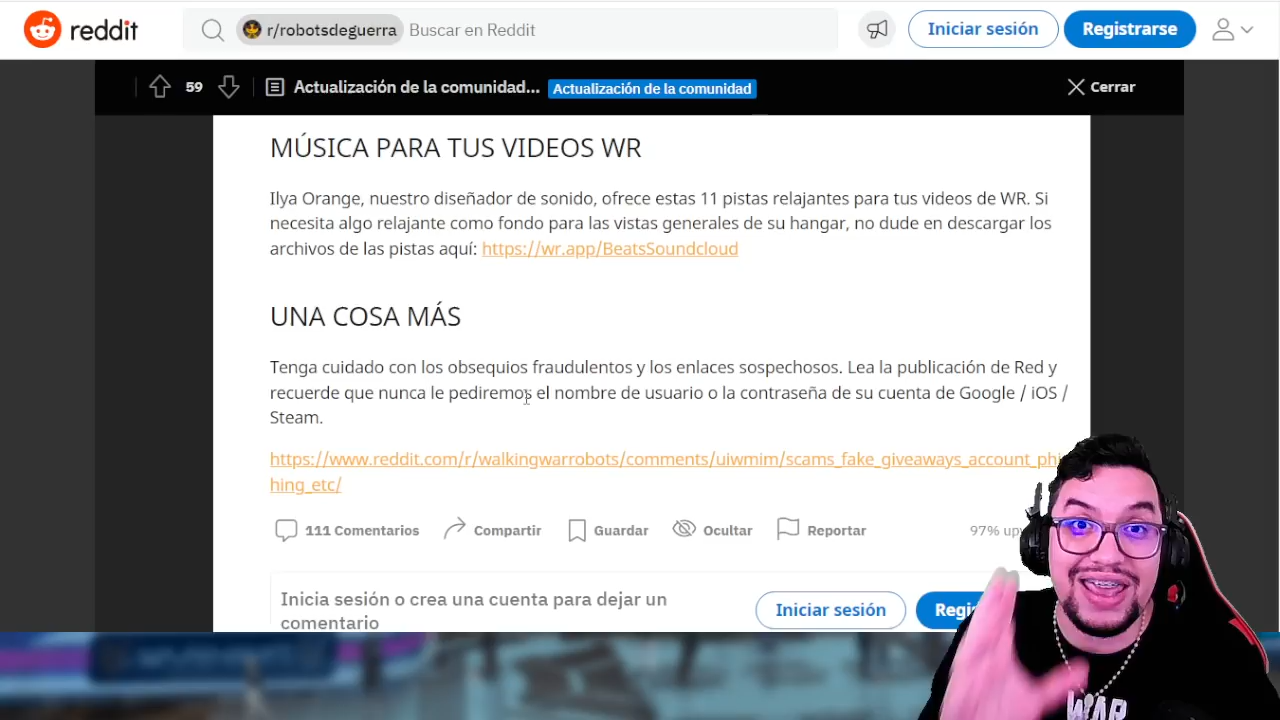 reddit
r/robotsdeguerra
Buscar en Reddit
Iniciar sesión
Registrarse
59
Actualización de la comunidad...
Actualización de la comunidad
Cerrar
MÚSICA PARA TUS VIDEOS WR
Ilya Orange, nuestro diseñador de sonido, ofrece estas 11 pistas relajantes para tus videos de WR. Si
necesita algo relajante como fondo para las vistas generales de su hangar, no dude en descargar los
archivos de las pistas aquí: https://wr.app/BeatsSoundcloud
UNA COSA MÁS
Tenga cuidado con los obsequios fraudulentos y los enlaces sospechosos. Lea la publicación de Red y
recuerde que nunca le pediremos el nombre de usuario o la contraseña de su cuenta de Google / iOS /
Steam.
https://www.reddit.com/r/walkingwarrobots/comments/uiwmim/scams_fake_giveaways_account_phi
hing_etc/
111 Comentarios
Compartir
Guardar
Ocultar
Reportar
97% up
Inicia sesión o crea una cuenta para dejar un
comentario
Iniciar sesión
Regi
WAR